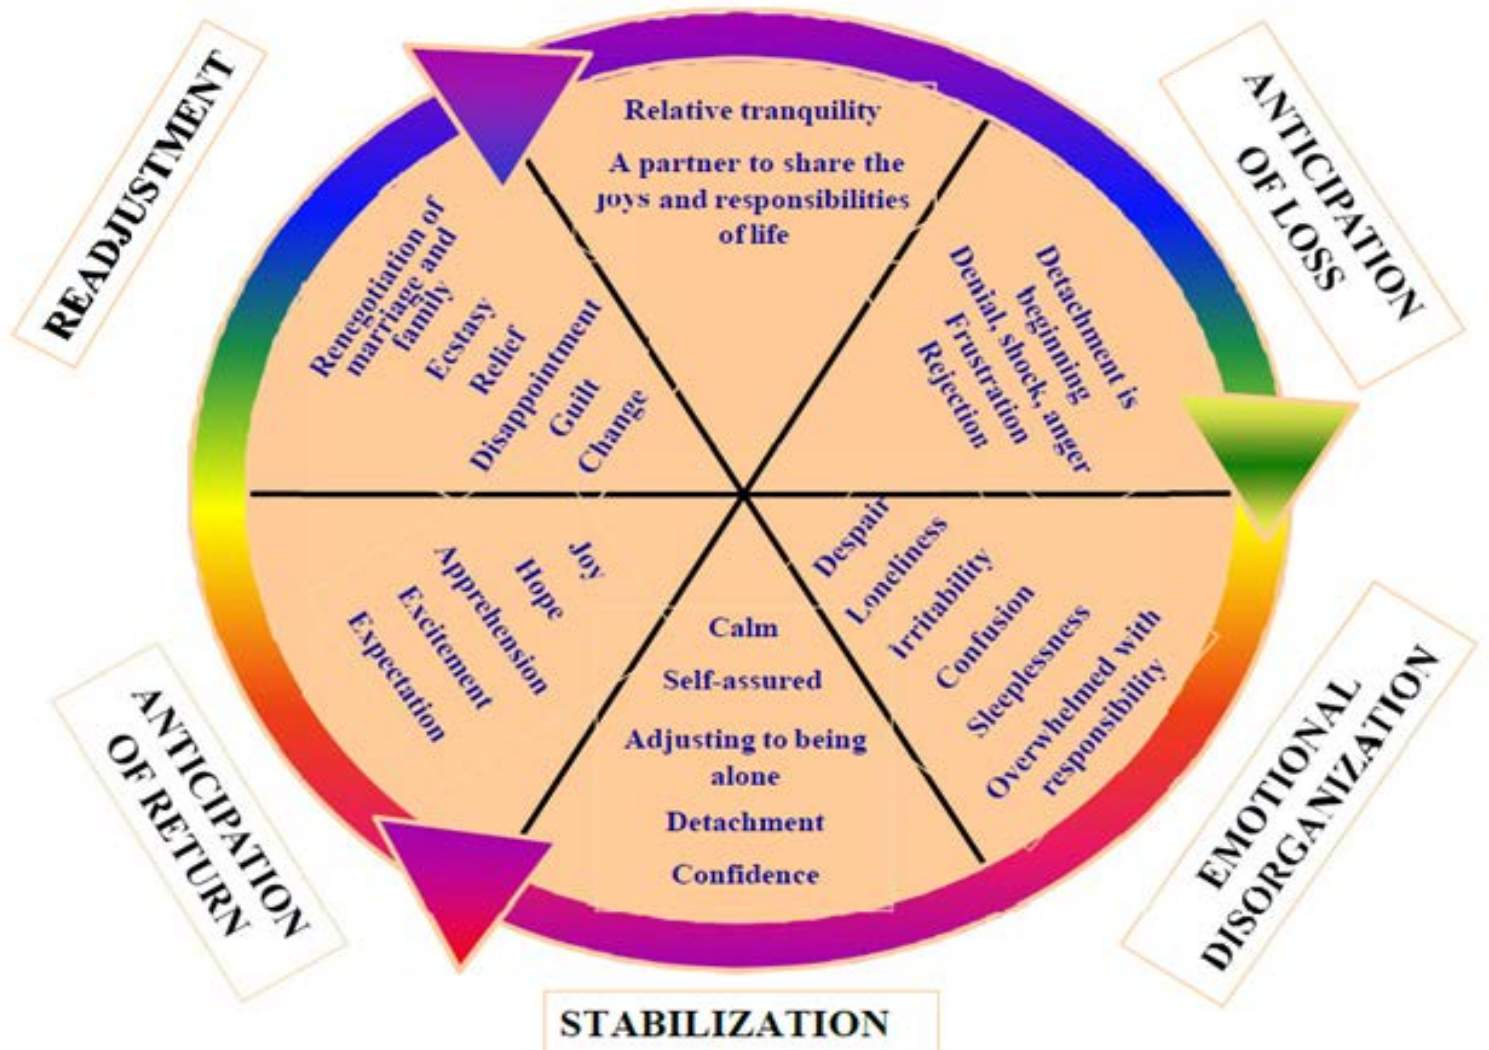 Relative tranquility
A partner to share the
joys and responsibilities
of life
ANTICIPATION
OF LOSS
Detachment is
beginning
Denial, shock, anger
Frustration
Rejection
EMOTIONAL
DISORGANIZATION
Despair
Loneliness
Irritability
Confusion
Sleeplessness
Overwhelmed with
responsibility
STABILIZATION
Calm
Self-assured
Adjusting to being
alone
Detachment
Confidence
ANTICIPATION
OF RETURN
Joy
Hope
Apprehension
Excitement
Expectation
READJUSTMENT
Renegotiation of
marriage and
family
Ecstasy
Relief
Disappointment
Guilt
Change